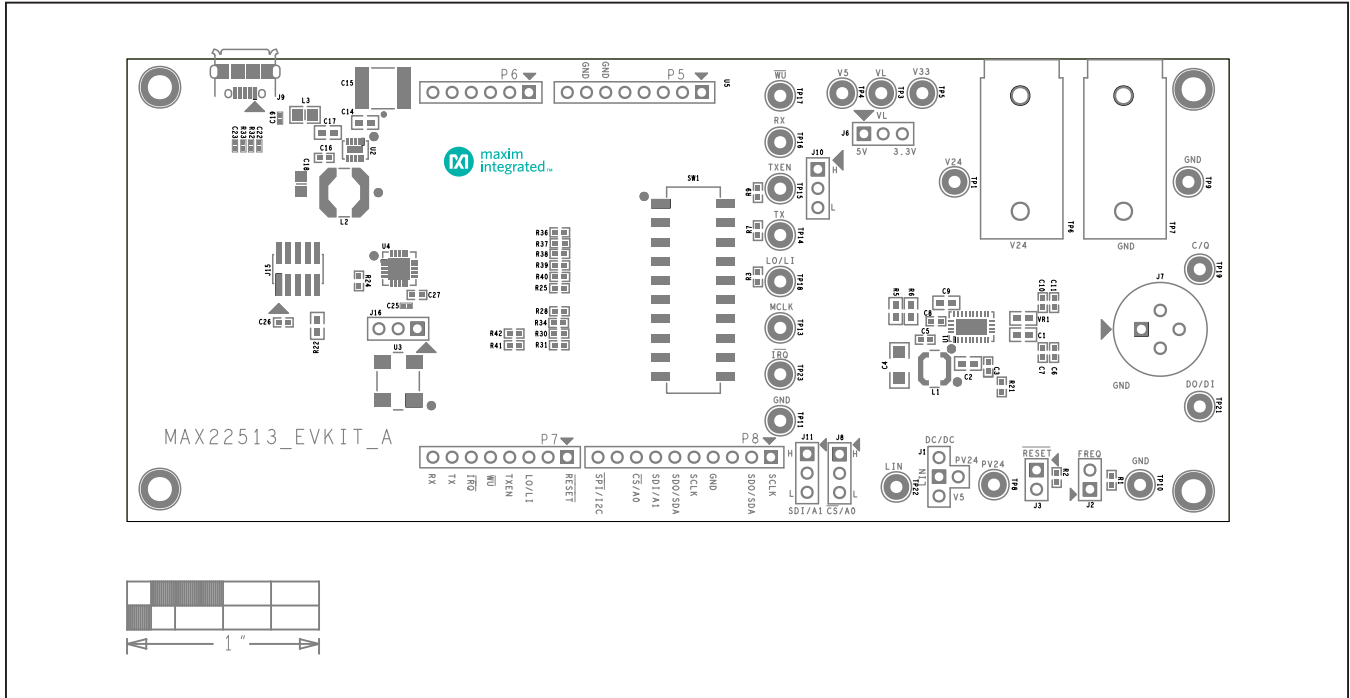 J9
C15
P6
GND
GND
P5
U5
WU
TP17
V5
TP4
VL
TP3
V33
TP5
C19
L3
C14
C17
C23
R33
R32
C22
C16
U2
C18
L2
maxim
integrated™
RX
TP16
J6
VL
5V
3.3V
J10
H
L
TXEN
TP15
R9
SW1
TX
TP14
R7
LO/LI
TP18
R3
MCLK
TP13
IRQ
TP23
GND
TP11
V24
TP1
TP6
V24
TP7
GND
GND
TP9
C/Q
TP19
J7
GND
DO/DI
TP21
J15
U4
R24
C27
C25
C26
R22
J16
U3
R36
R37
R38
R39
R40
R25
R28
R34
R30
R31
R42
R41
R5
R6
C9
C8
C5
U1
C4
L1
C2
C3
R21
C10
C11
VR1
C1
C7
C6
MAX22513_EVKIT_A
P7
RX
TX
IRQ
WU
TXEN
LO/LI
RESET
P8
SPI/I2C
CS/A0
SDI/A1
SDO/SDA
SCLK
GND
SDO/SDA
SCLK
J11
H
L
SDI/A1
J8
H
L
CS/A0
LIN
TP22
DC/DC
J1
LIN
PV24
V5
PV24
TP8
RESET
J3
R2
FREQ
J2
R1
GND
TP10
1"